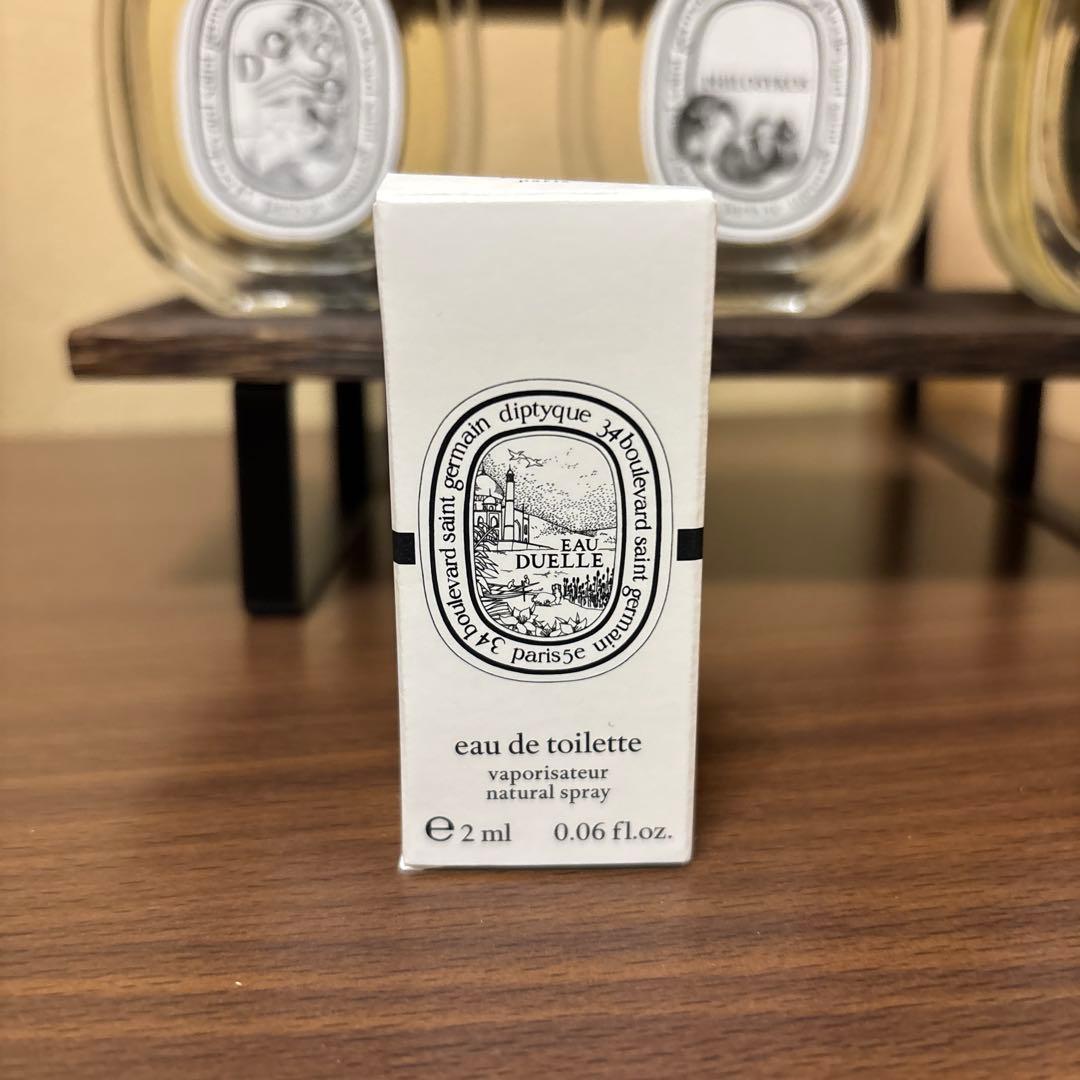 DO SON
PHILOSYKOS
paris
diptyque 34 boulevard saint germain paris5e 34 boulevard saint germain
EAU
DUELLE
eau de toilette
vaporisateur
natural spray
e 2 ml 0.06 fl.oz.